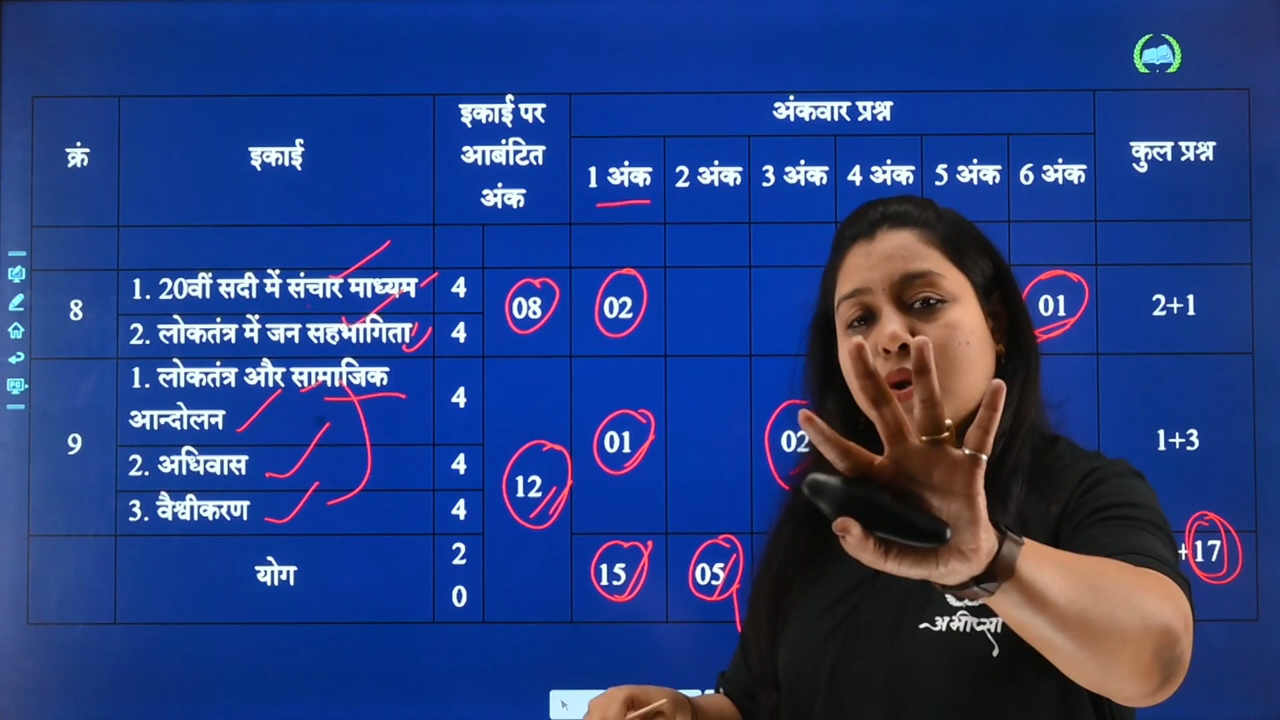 क्रं इकाई इकाई पर आबंटित अंक अंकवार प्रश्न कुल प्रश्न
1 अंक 2 अंक 3 अंक 4 अंक 5 अंक 6 अंक
8 1. 20वीं सदी में संचार माध्यम 4 08 02 01 2+1
2. लोकतंत्र में जन सहभागिता 4
9 1. लोकतंत्र और सामाजिक
आन्दोलन 4 12 01 02 1+3
2. अधिवास 4
3. वैश्वीकरण 4
योग 2 15 05 +17
0
अभीप्सा